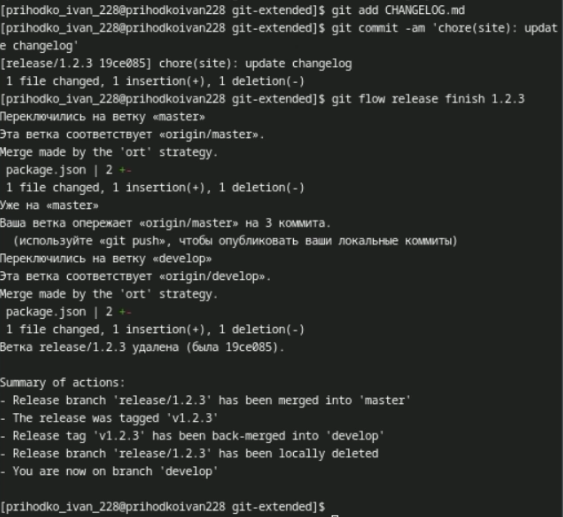 [prihodko_ivan_228@prihodkoivan228 git-extended]$ git add CHANGELOG.md
[prihodko_ivan_228@prihodkoivan228 git-extended]$ git commit -am 'chore(site): updat
e changelog'
[release/1.2.3 19ce085] chore(site): update changelog
 1 file changed, 1 insertion(+), 1 deletion(-)
[prihodko_ivan_228@prihodkoivan228 git-extended]$ git flow release finish 1.2.3
Переключились на ветку «master»
Эта ветка соответствует «origin/master».
Merge made by the 'ort' strategy.
 package.json | 2 +-
 1 file changed, 1 insertion(+), 1 deletion(-)
Уже на «master»
Ваша ветка опережает «origin/master» на 3 коммита.
  (используйте «git push», чтобы опубликовать ваши локальные коммиты)
Переключились на ветку «develop»
Эта ветка соответствует «origin/develop».
Merge made by the 'ort' strategy.
 package.json | 2 +-
 1 file changed, 1 insertion(+), 1 deletion(-)
Ветка release/1.2.3 удалена (была 19ce085).

Summary of actions:
- Release branch 'release/1.2.3' has been merged into 'master'
- The release was tagged 'v1.2.3'
- Release tag 'v1.2.3' has been back-merged into 'develop'
- Release branch 'release/1.2.3' has been locally deleted
- You are now on branch 'develop'

[prihodko_ivan_228@prihodkoivan228 git-extended]$